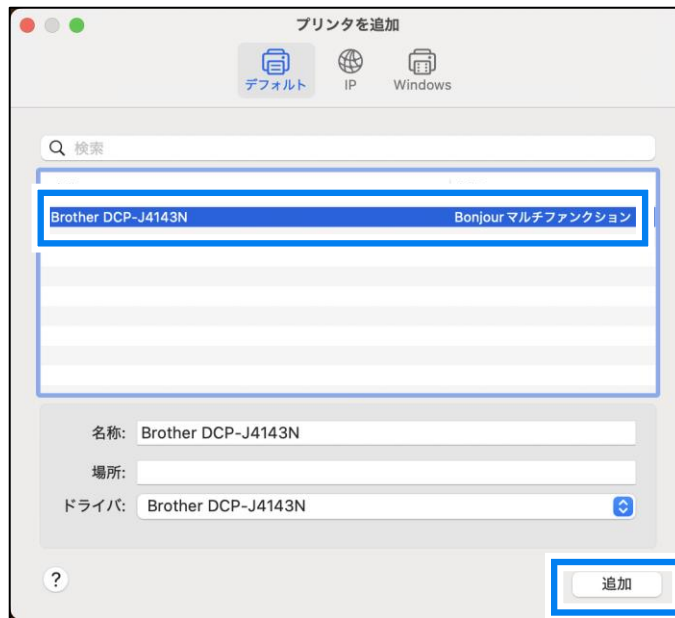 プリンタを追加
デフォルト IP Windows
検索
Brother DCP-J4143N Bonjour マルチファンクション
名称: Brother DCP-J4143N
場所:
ドライバ: Brother DCP-J4143N
?
追加